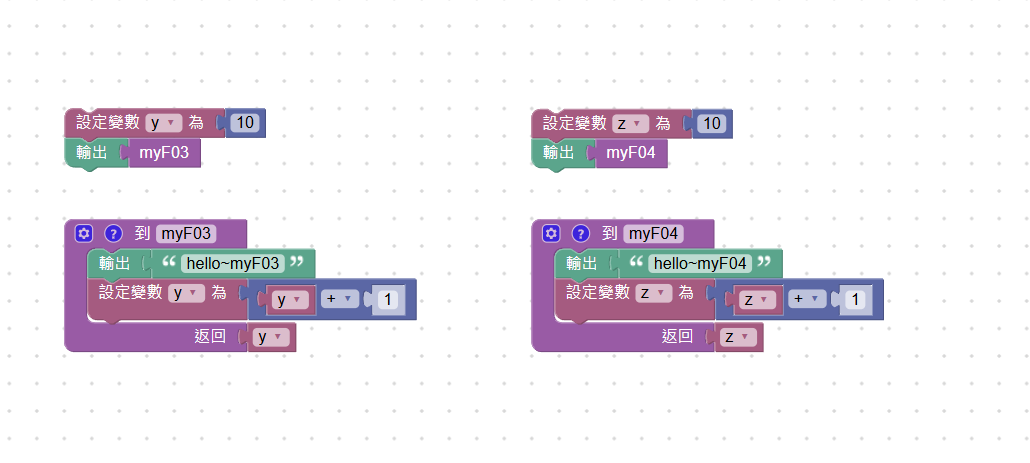 設定變數 y 為 10
輸出 myF03
設定變數 z 為 10
輸出 myF04
? 到 myF03
輸出 “ hello~myF03 ”
設定變數 y 為 y + 1
返回 y
? 到 myF04
輸出 “ hello~myF04 ”
設定變數 z 為 z + 1
返回 z